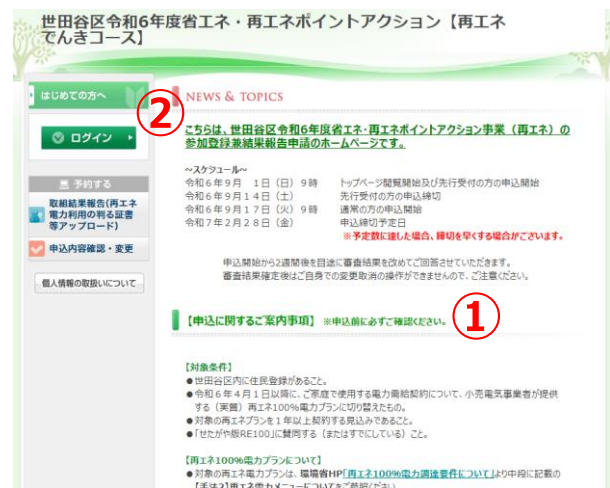 世田谷区令和6年度省エネ・再エネポイントアクション【再エネ
でんきコース】
はじめての方へ
②
ログイン
予約する
取組結果報告(再エネ
電力利用の判る証書
等アップロード)
申込内容確認・変更
個人情報の取扱いについて
NEWS & TOPICS
こちらは、世田谷区令和6年度省エネ・再エネポイントアクション事業（再エネ）の
参加登録兼結果報告申請のホームページです。
～スケジュール～
令和6年9月　1日（日）9時　トップページ閲覧開始及び先行受付の方の申込開始
令和6年9月14日（土）　先行受付の方の申込締切
令和6年9月17日（火）9時　通常の方の申込開始
令和7年2月28日（金）　申込締切予定日
※予定数に達した場合、締切を早くする場合がございます。
申込開始から2週間後を目途に審査結果を改めてご回答させていただきます。
審査結果確定後はご自身での変更取消の操作ができませんので、ご注意ください。
【申込に関するご案内事項】 ※申込前に必ずご確認ください。
①
【対象条件】
●世田谷区内に住民登録があること。
●令和6年4月1日以降に、ご家庭で使用する電力需給契約について、小売電気事業者が提供
する（実質）再エネ100%電力プランに切り替えたもの。
●対象の再エネプランを1年以上契約する見込みであること。
●「せたがや版RE100」に賛同する（またはすでにしている）こと。
【再エネ100%電力プランについて】
●対象の再エネ電力プランは、環境省HP「再エネ100%電力調達要件について」より中段に記載の
【手法2】再エネ電力メニューについてをご参照ください